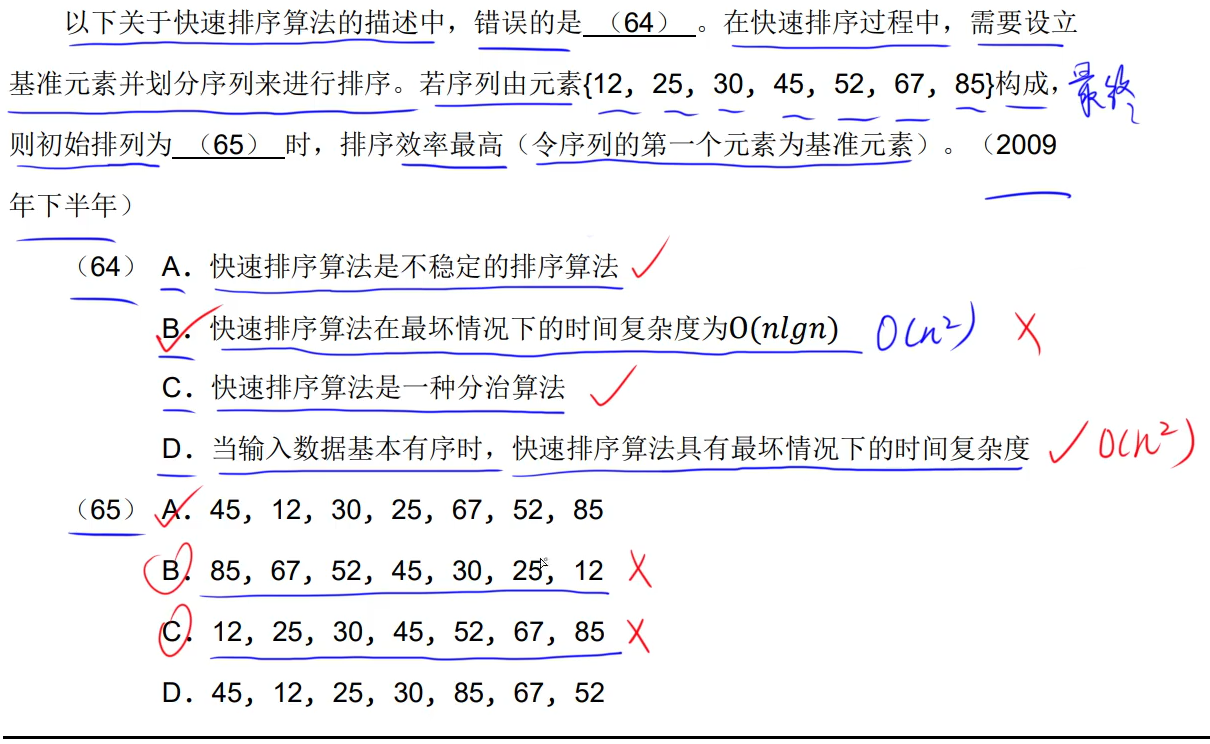 以下关于快速排序算法的描述中，错误的是 （64） 。在快速排序过程中，需要设立
基准元素并划分序列来进行排序。若序列由元素{12，25，30，45，52，67，85}构成，最终
则初始排列为 （65） 时，排序效率最高（令序列的第一个元素为基准元素）。（2009
年下半年）
（64） A．快速排序算法是不稳定的排序算法 ✓
B．快速排序算法在最坏情况下的时间复杂度为O(nlgn) O(n²) X
C．快速排序算法是一种分治算法 ✓
D．当输入数据基本有序时，快速排序算法具有最坏情况下的时间复杂度 ✓ O(n²)
（65） A．45，12，30，25，67，52，85
B．85，67，52，45，30，25，12 X
C．12，25，30，45，52，67，85 X
D．45，12，25，30，85，67，52